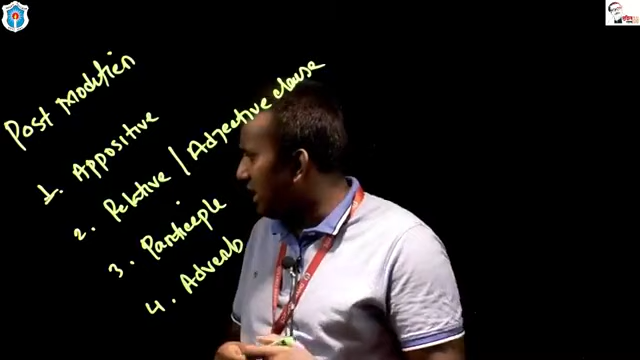 Post Modifier
1. Appositive
2. Relative / Adjective clause
3. Participle
4. Adverb